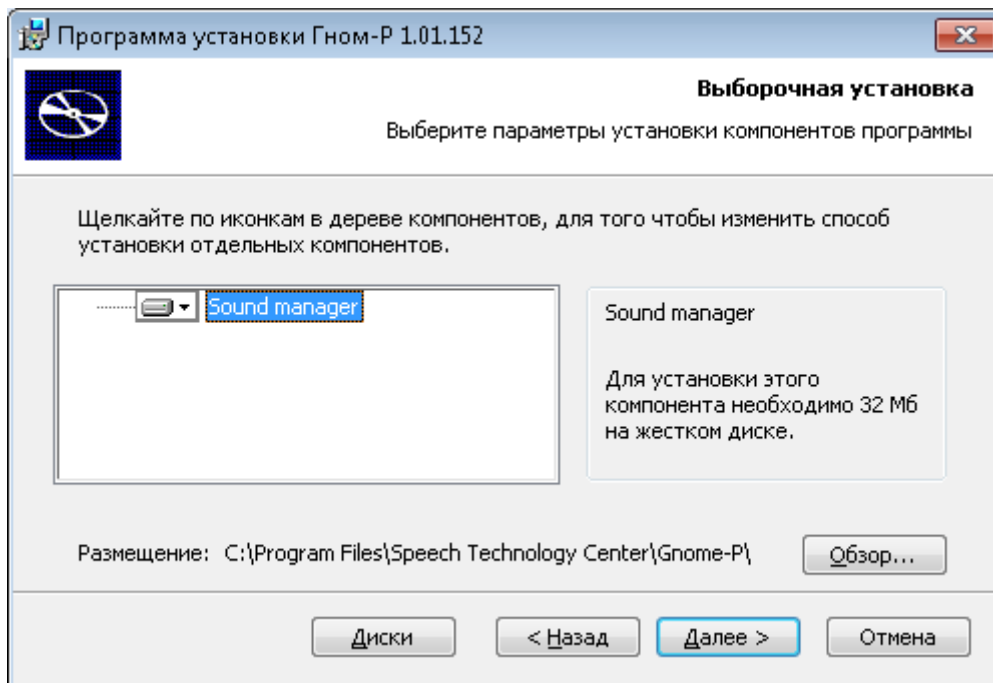 Программа установки Гном-Р 1.01.152
Выборочная установка
Выберите параметры установки компонентов программы
Щелкайте по иконкам в дереве компонентов, для того чтобы изменить способ
установки отдельных компонентов.
Sound manager
Sound manager
Для установки этого
компонента необходимо 32 Мб
на жестком диске.
Размещение: C:\Program Files\Speech Technology Center\Gnome-P\
Обзор...
Диски
< Назад
Далее >
Отмена